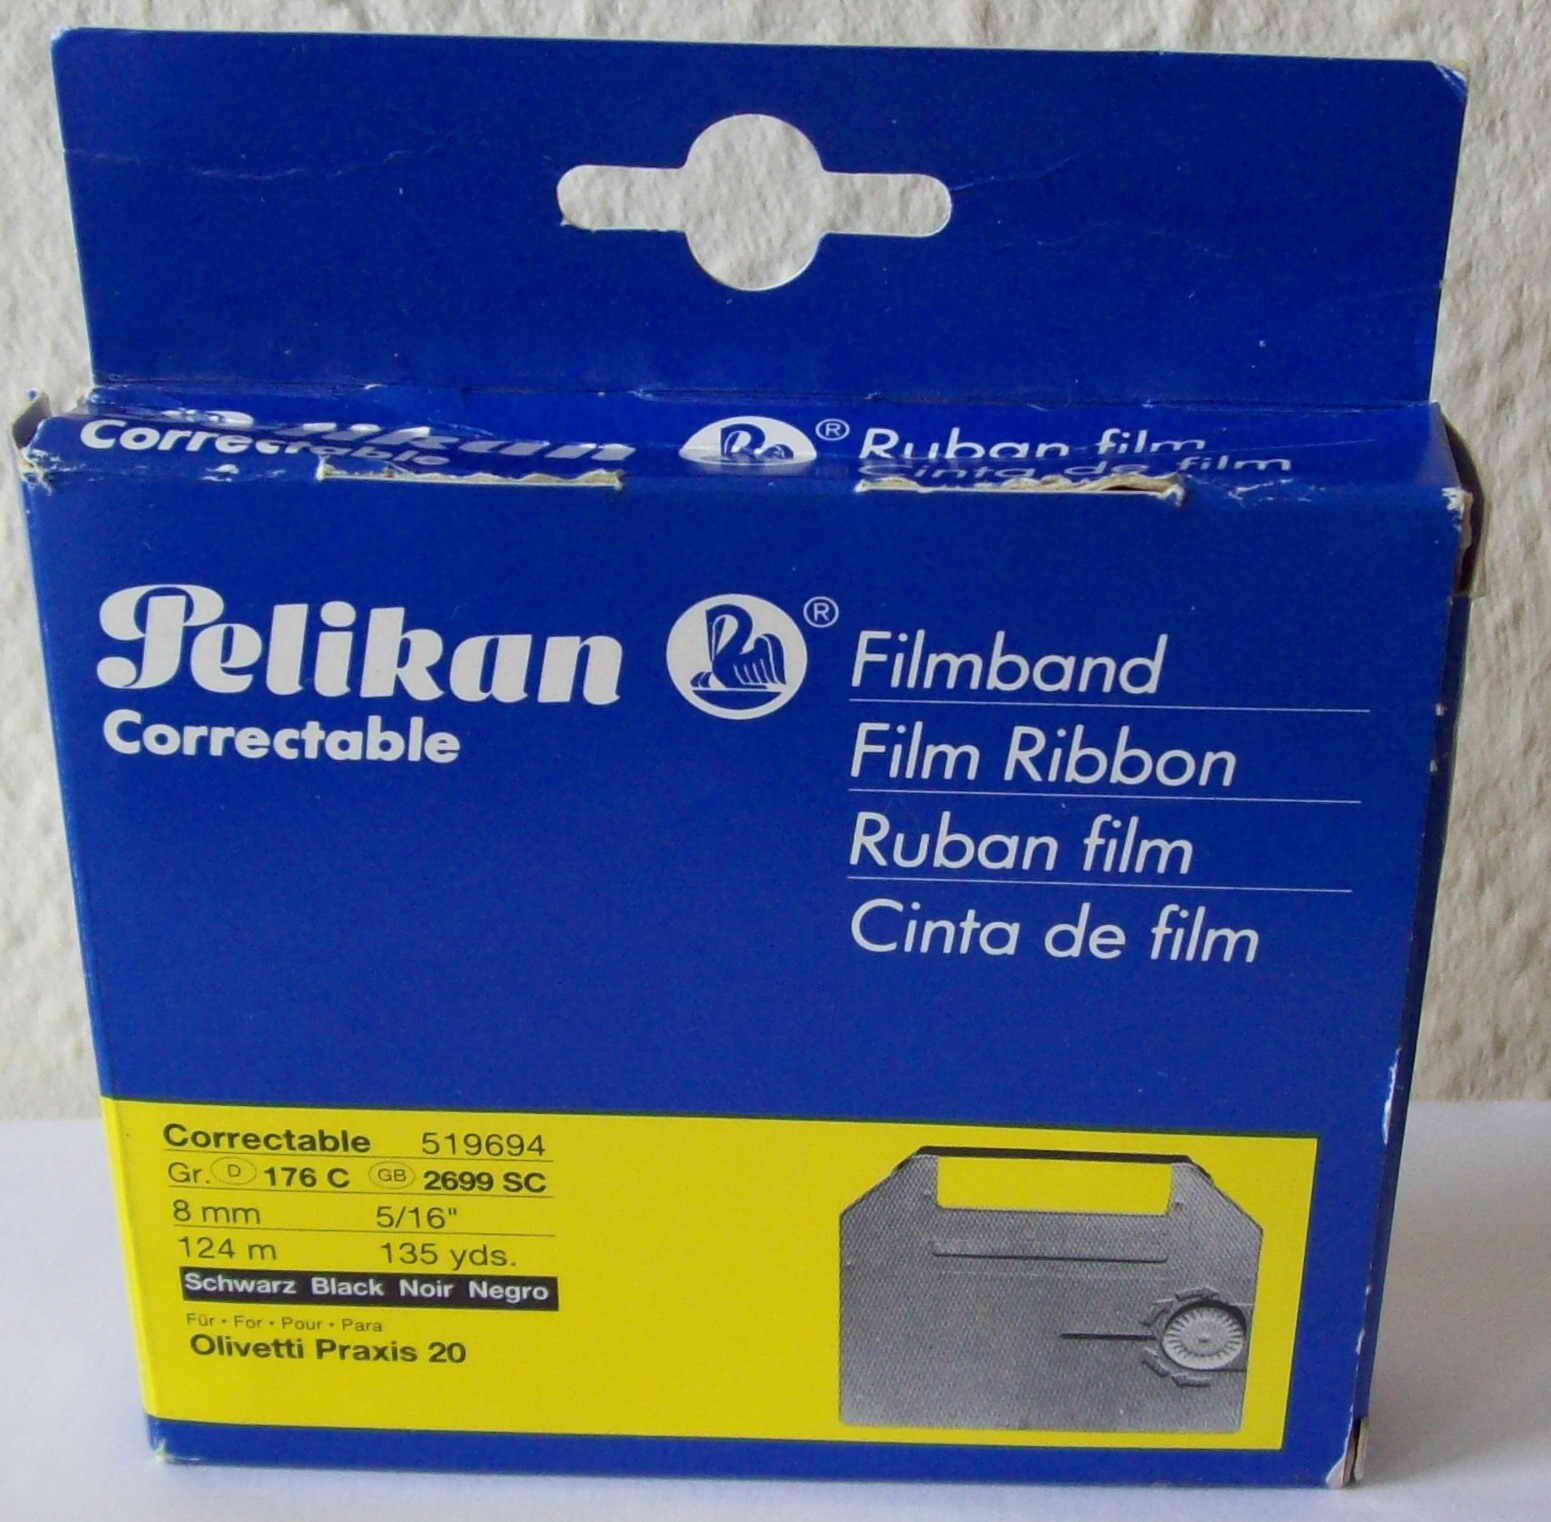 Pelikan ® Ruban film
Correctable Cinta de film
Pelikan ® Filmband
Correctable
Film Ribbon
Ruban film
Cinta de film
Correctable 519694
Gr. D 176 C GB 2699 SC
8 mm 5/16"
124 m 135 yds.
Schwarz Black Noir Negro
Für • For • Pour • Para
Olivetti Praxis 20